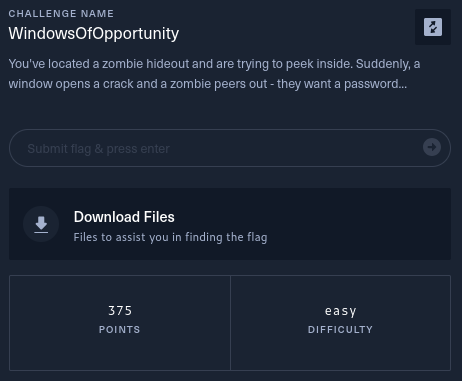 CHALLENGE NAME
WindowsOfOpportunity
You've located a zombie hideout and are trying to peek inside. Suddenly, a
window opens a crack and a zombie peers out - they want a password...
Submit flag & press enter
Download Files
Files to assist you in finding the flag
375
POINTS
easy
DIFFICULTY